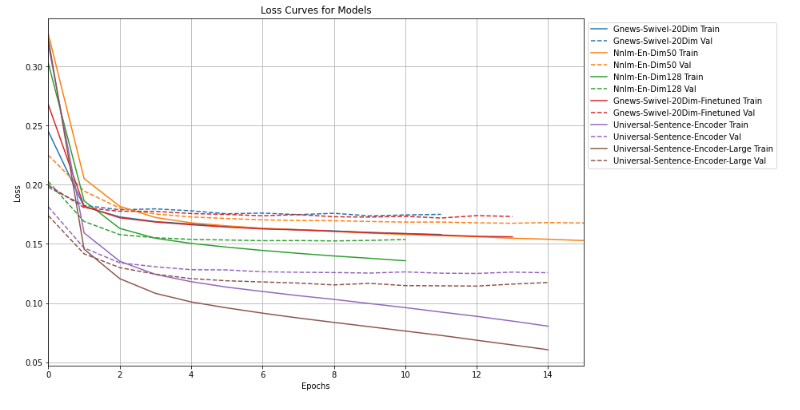 Loss Curves for Models
Loss
0.30
0.25
0.20
0.15
0.10
0.05
0 2 4 6 8 10 12 14
Epochs
Gnews-Swivel-20Dim Train
Gnews-Swivel-20Dim Val
Nnlm-En-Dim50 Train
Nnlm-En-Dim50 Val
Nnlm-En-Dim128 Train
Nnlm-En-Dim128 Val
Gnews-Swivel-20Dim-Finetuned Train
Gnews-Swivel-20Dim-Finetuned Val
Universal-Sentence-Encoder Train
Universal-Sentence-Encoder Val
Universal-Sentence-Encoder-Large Train
Universal-Sentence-Encoder-Large Val